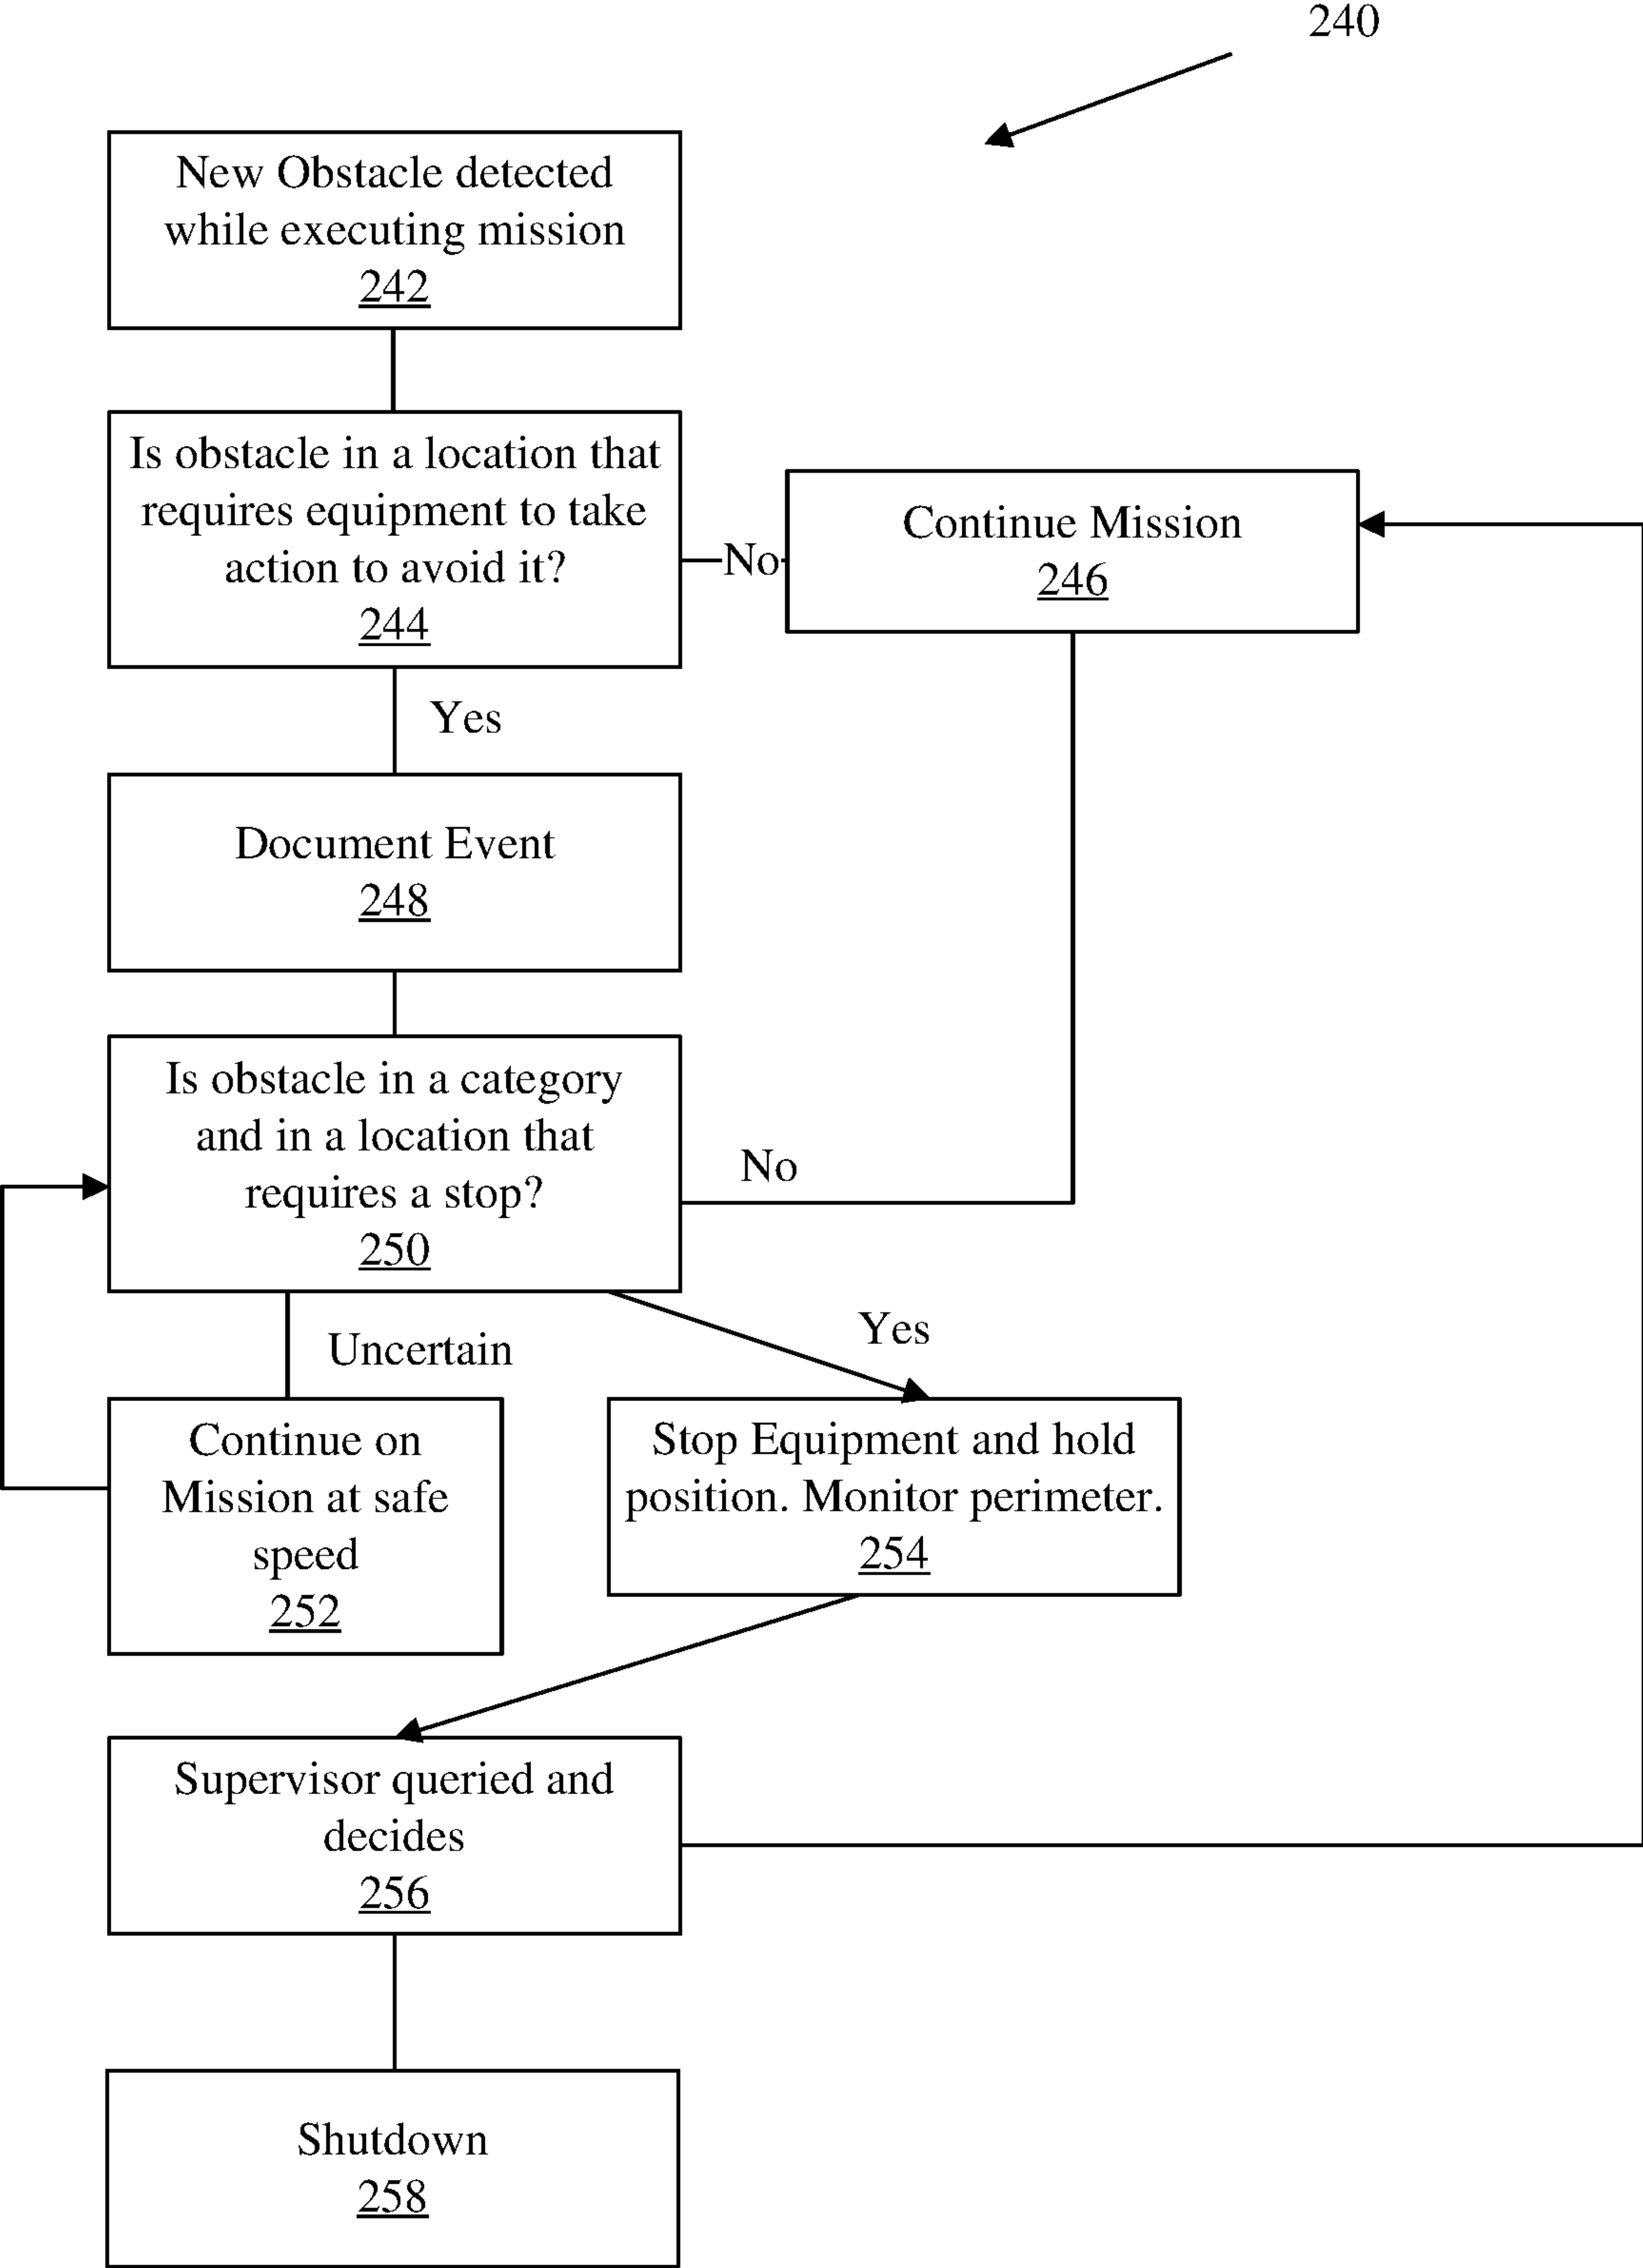 240
New Obstacle detected
while executing mission
242
Is obstacle in a location that
requires equipment to take
action to avoid it?
244
No
Continue Mission
246
Yes
Document Event
248
Is obstacle in a category
and in a location that
requires a stop?
250
No
Uncertain
Yes
Continue on
Mission at safe
speed
252
Stop Equipment and hold
position. Monitor perimeter.
254
Supervisor queried and
decides
256
Shutdown
258